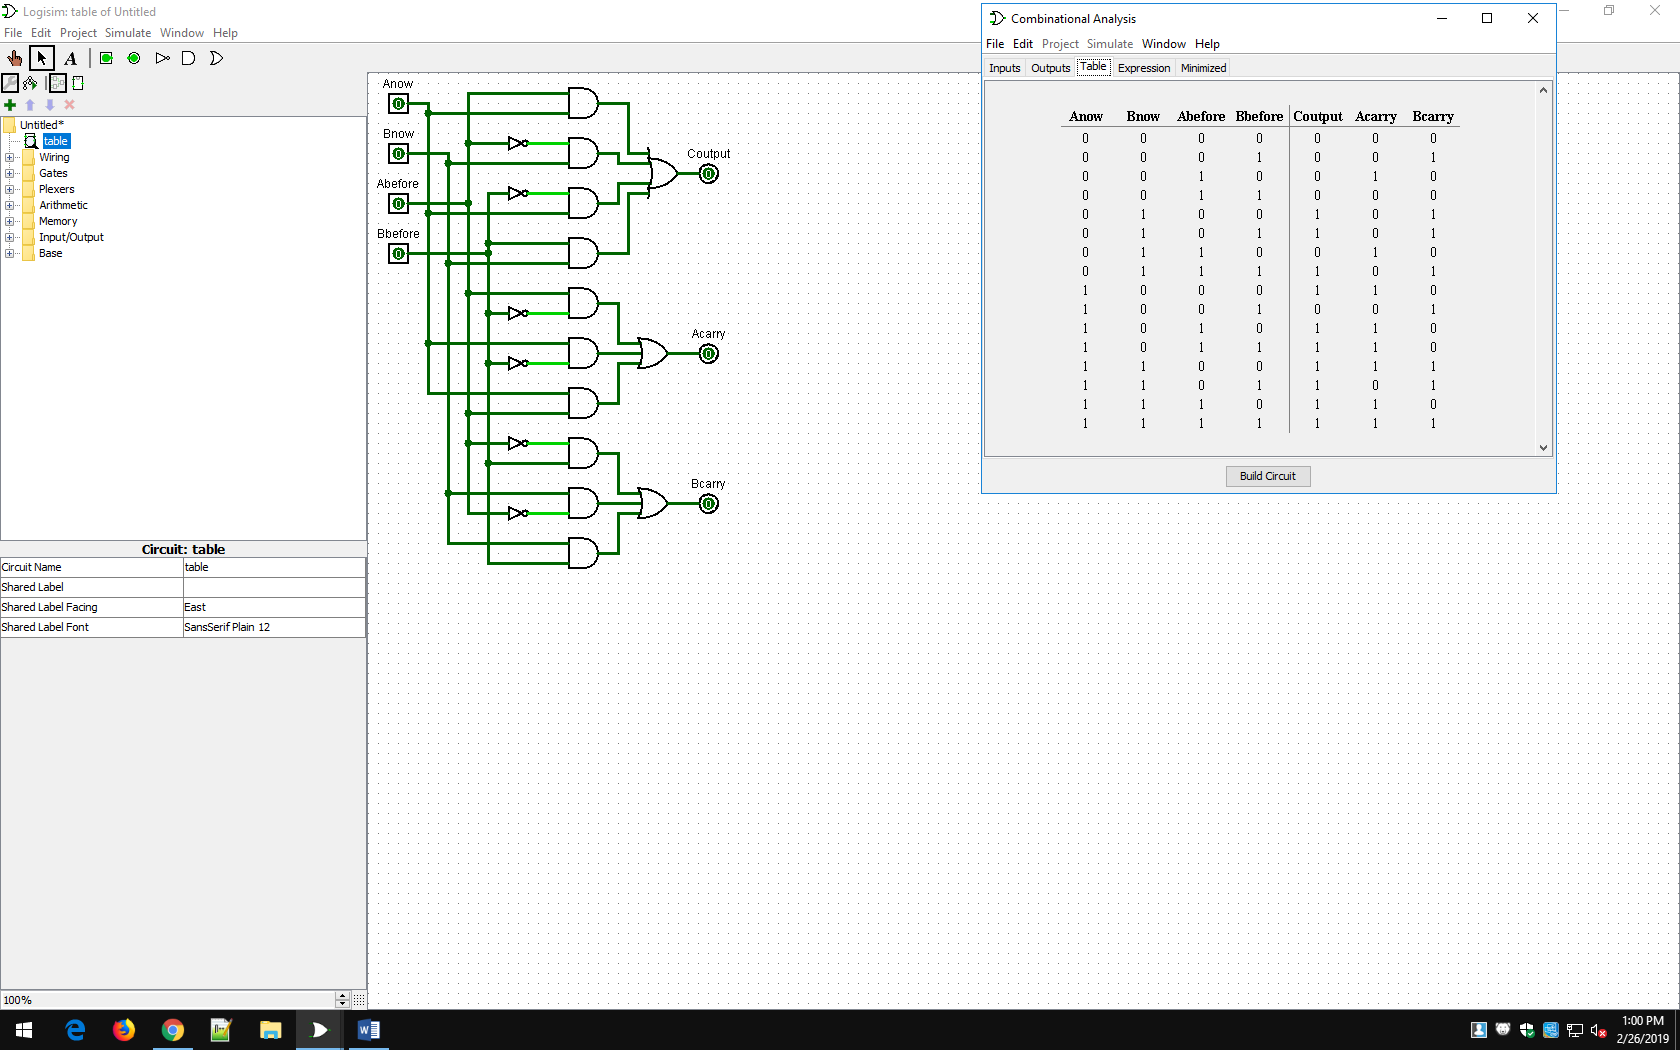 Logisim: table of Untitled
File Edit Project Simulate Window Help
A
Untitled*
table
Wiring
Gates
Plexers
Arithmetic
Memory
Input/Output
Base
Circuit: table
Circuit Name table
Shared Label
Shared Label Facing East
Shared Label Font SansSerif Plain 12
100%
Anow
0
Bnow
0
Abefore
0
Bbefore
0
Coutput
0
Acarry
0
Bcarry
0
Combinational Analysis
File Edit Project Simulate Window Help
Inputs Outputs Table Expression Minimized
Anow Bnow Abefore Bbefore Coutput Acarry Bcarry
0 0 0 0 0 0 0
0 0 0 1 0 0 1
0 0 1 0 0 1 0
0 0 1 1 0 0 0
0 1 0 0 1 0 1
0 1 0 1 1 0 1
0 1 1 0 0 1 0
0 1 1 1 1 0 1
1 0 0 0 1 1 0
1 0 0 1 0 0 1
1 0 1 0 1 1 0
1 0 1 1 1 1 0
1 1 0 0 1 1 1
1 1 0 1 1 0 1
1 1 1 0 1 1 0
1 1 1 1 1 1 1
Build Circuit
1:00 PM
2/26/2019